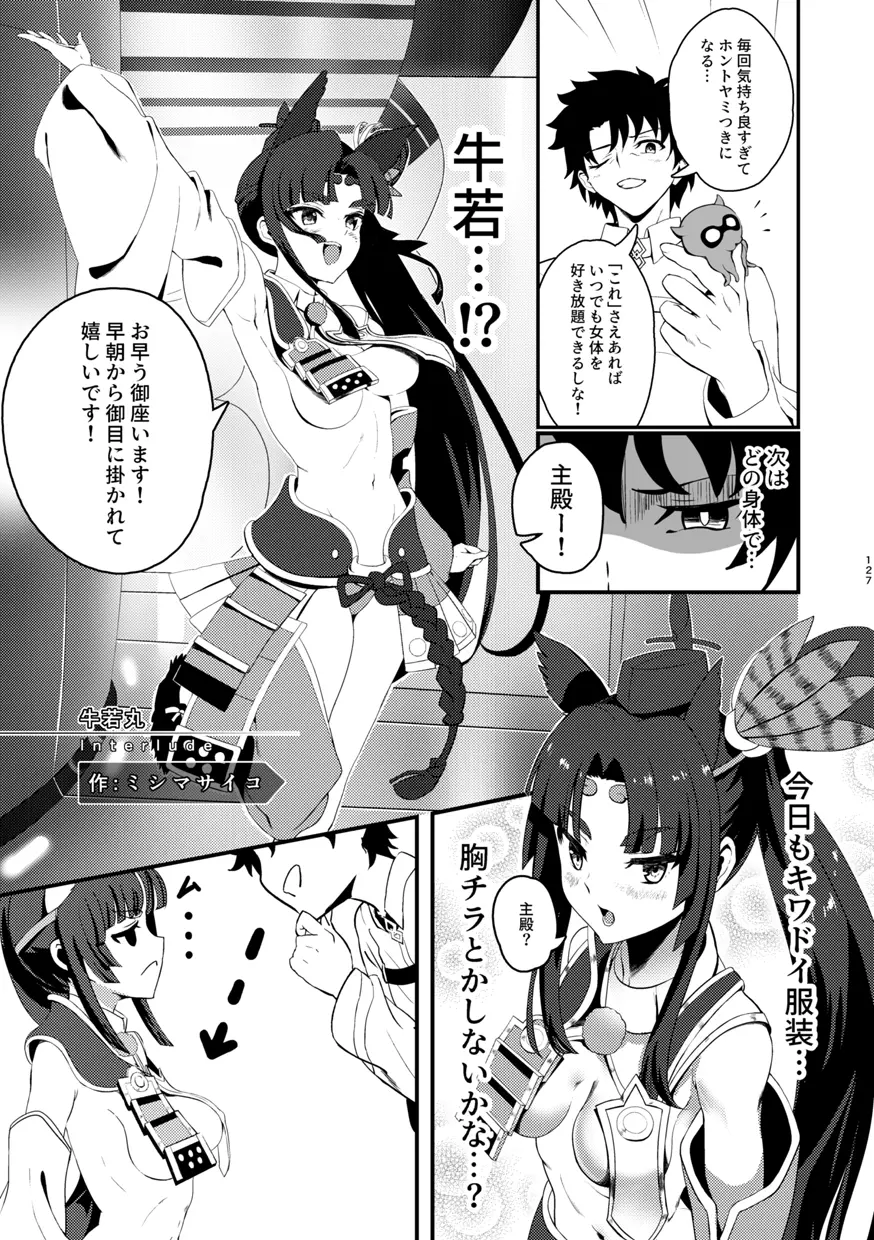 毎回気持ち良すぎて
ホントヤミつきに
なる…
「これ」さえあれば
いつでも女体を
好き放題できるしな！
次は
どの身体で…
主殿ー！
牛若…!?
お早う御座います！
早朝から御目に掛かれて
嬉しいです！
牛若丸
Interlude
作:ミシマサイコ
127
今日もキワドイ服装…
主殿？
胸チラとかしないかな…？
…